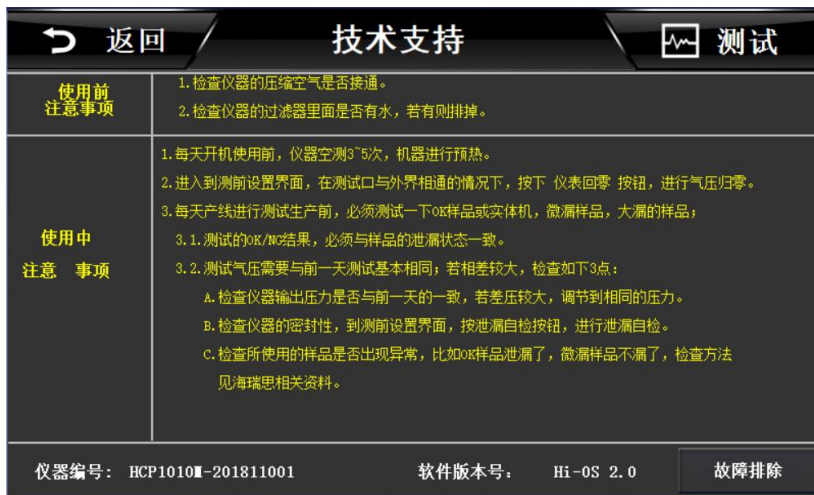 返回
技术支持
测试
使用前
注意事项
1.检查仪器的压缩空气是否接通。
2.检查仪器的过滤器里面是否有水，若有则排掉。
使用中
注意 事项
1.每天开机使用前，仪器空测3~5次，机器进行预热。
2.进入到测前设置界面，在测试口与外界相通的情况下，按下 仪表回零 按钮，进行气压归零。
3.每天产线进行测试生产前，必须测试一下OK样品或实体机，微漏样品，大漏的样品；
3.1.测试的OK/NG结果，必须与样品的泄漏状态一致。
3.2.测试气压需要与前一天测试基本相同；若相差较大，检查如下3点：
A.检查仪器输出压力是否与前一天的一致，若差压较大，调节到相同的压力。
B.检查仪器的密封性，到测前设置界面，按泄漏自检按钮，进行泄漏自检。
C.检查所使用的样品是否出现异常，比如OK样品泄漏了，微漏样品不漏了，检查方法
见海瑞思相关资料。
仪器编号： HCP1010M-201811001
软件版本号： Hi-OS 2.0
故障排除